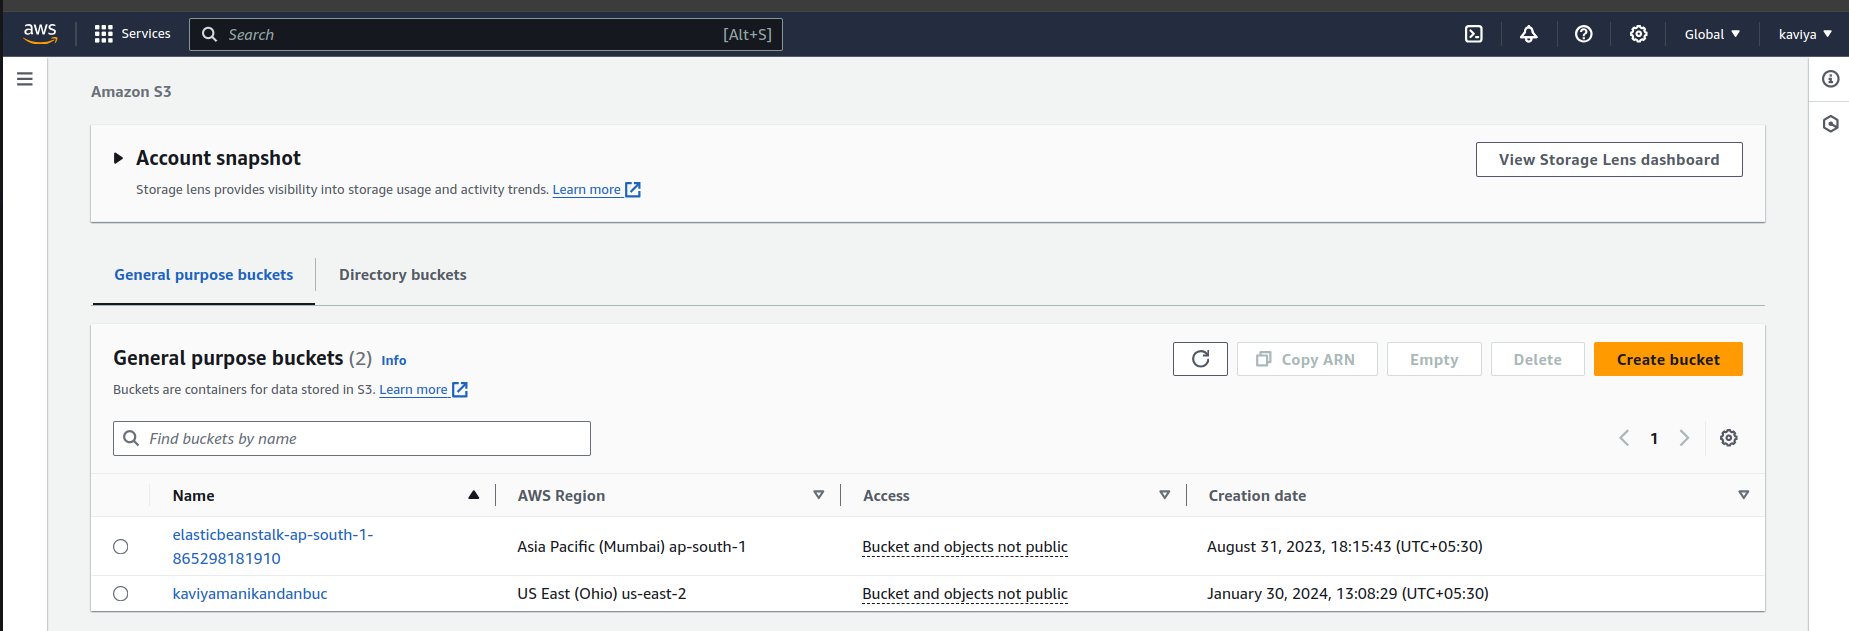 aws Services Search [Alt+S] Global kaviya
Amazon S3
Account snapshot
View Storage Lens dashboard
Storage lens provides visibility into storage usage and activity trends. Learn more
General purpose buckets Directory buckets
General purpose buckets (2) Info
Copy ARN Empty Delete Create bucket
Buckets are containers for data stored in S3. Learn more
Find buckets by name
1
Name AWS Region Access Creation date
elasticbeanstalk-ap-south-1-
865298181910
Asia Pacific (Mumbai) ap-south-1 Bucket and objects not public August 31, 2023, 18:15:43 (UTC+05:30)
kaviyamanikandanbuc US East (Ohio) us-east-2 Bucket and objects not public January 30, 2024, 13:08:29 (UTC+05:30)